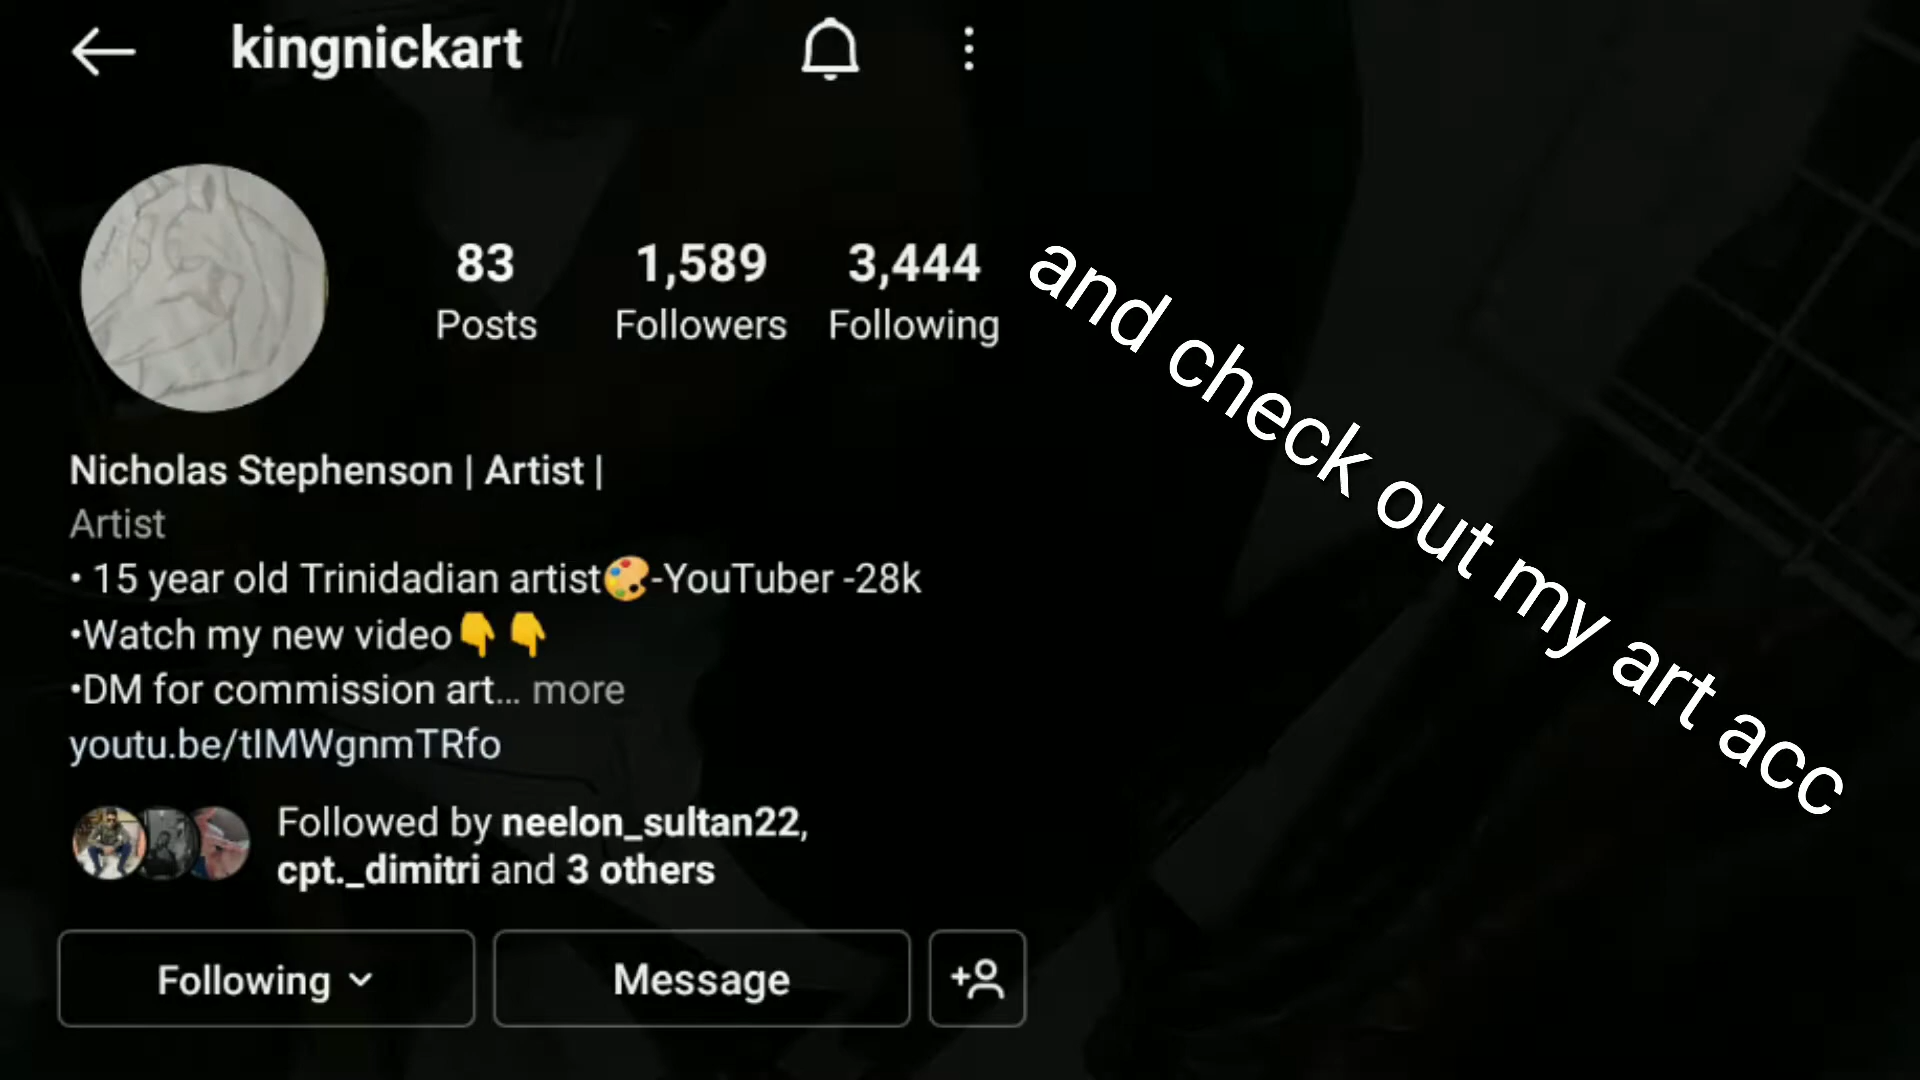 kingnickart
83 1,589 3,444
Posts Followers Following
Nicholas Stephenson | Artist |
Artist
• 15 year old Trinidadian artist🎨-YouTuber -28k
•Watch my new video👇👇
•DM for commission art... more
youtu.be/tIMWgnmTRfo
Followed by neelon_sultan22,
cpt._dimitri and 3 others
Following Message
and check out my art acc